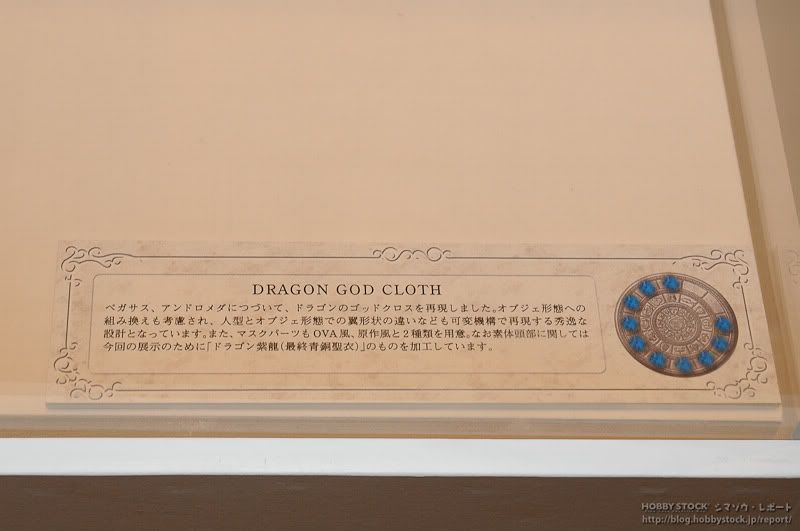 DRAGON GOD CLOTH
ペガサス、アンドロメダにつづいて、ドラゴンのゴッドクロスを再現しました。オブジェ形態への
組み換えも考慮され、人型とオブジェ形態での翼形状の違いなども可変機構で再現する秀逸な
設計となっています。また、マスクパーツもOVA風、原作風と2種類を用意。なお素体頭部に関しては
今回の展示のために「ドラゴン紫龍(最終青銅聖衣)」のものを加工しています。
HOBBY STOCK シマゾウ・レポート
http://blog.hobbystock.jp/report/